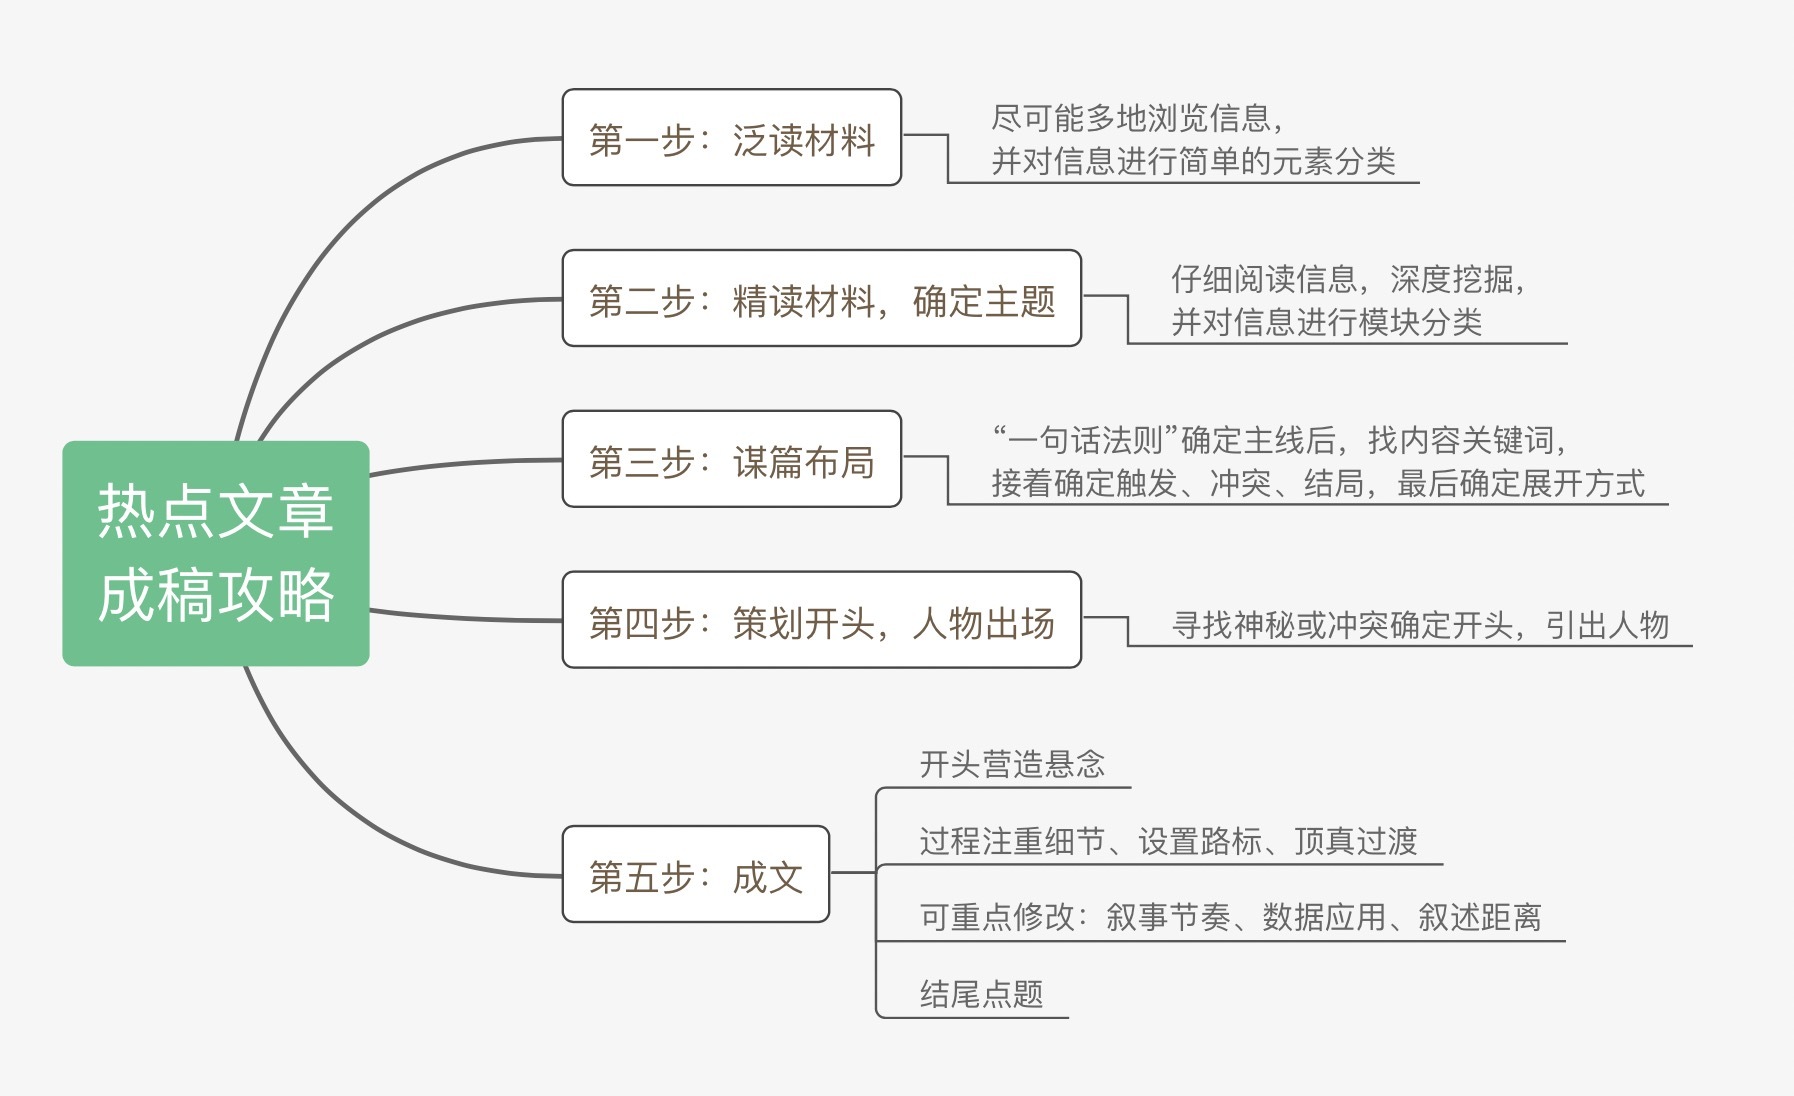 热点文章
成稿攻略
第一步：泛读材料
尽可能多地浏览信息，
并对信息进行简单的元素分类
第二步：精读材料，确定主题
仔细阅读信息，深度挖掘，
并对信息进行模块分类
第三步：谋篇布局
“一句话法则”确定主线后，找内容关键词，
接着确定触发、冲突、结局，最后确定展开方式
第四步：策划开头，人物出场
寻找神秘或冲突确定开头，引出人物
第五步：成文
开头营造悬念
过程注重细节、设置路标、顶真过渡
可重点修改：叙事节奏、数据应用、叙述距离
结尾点题